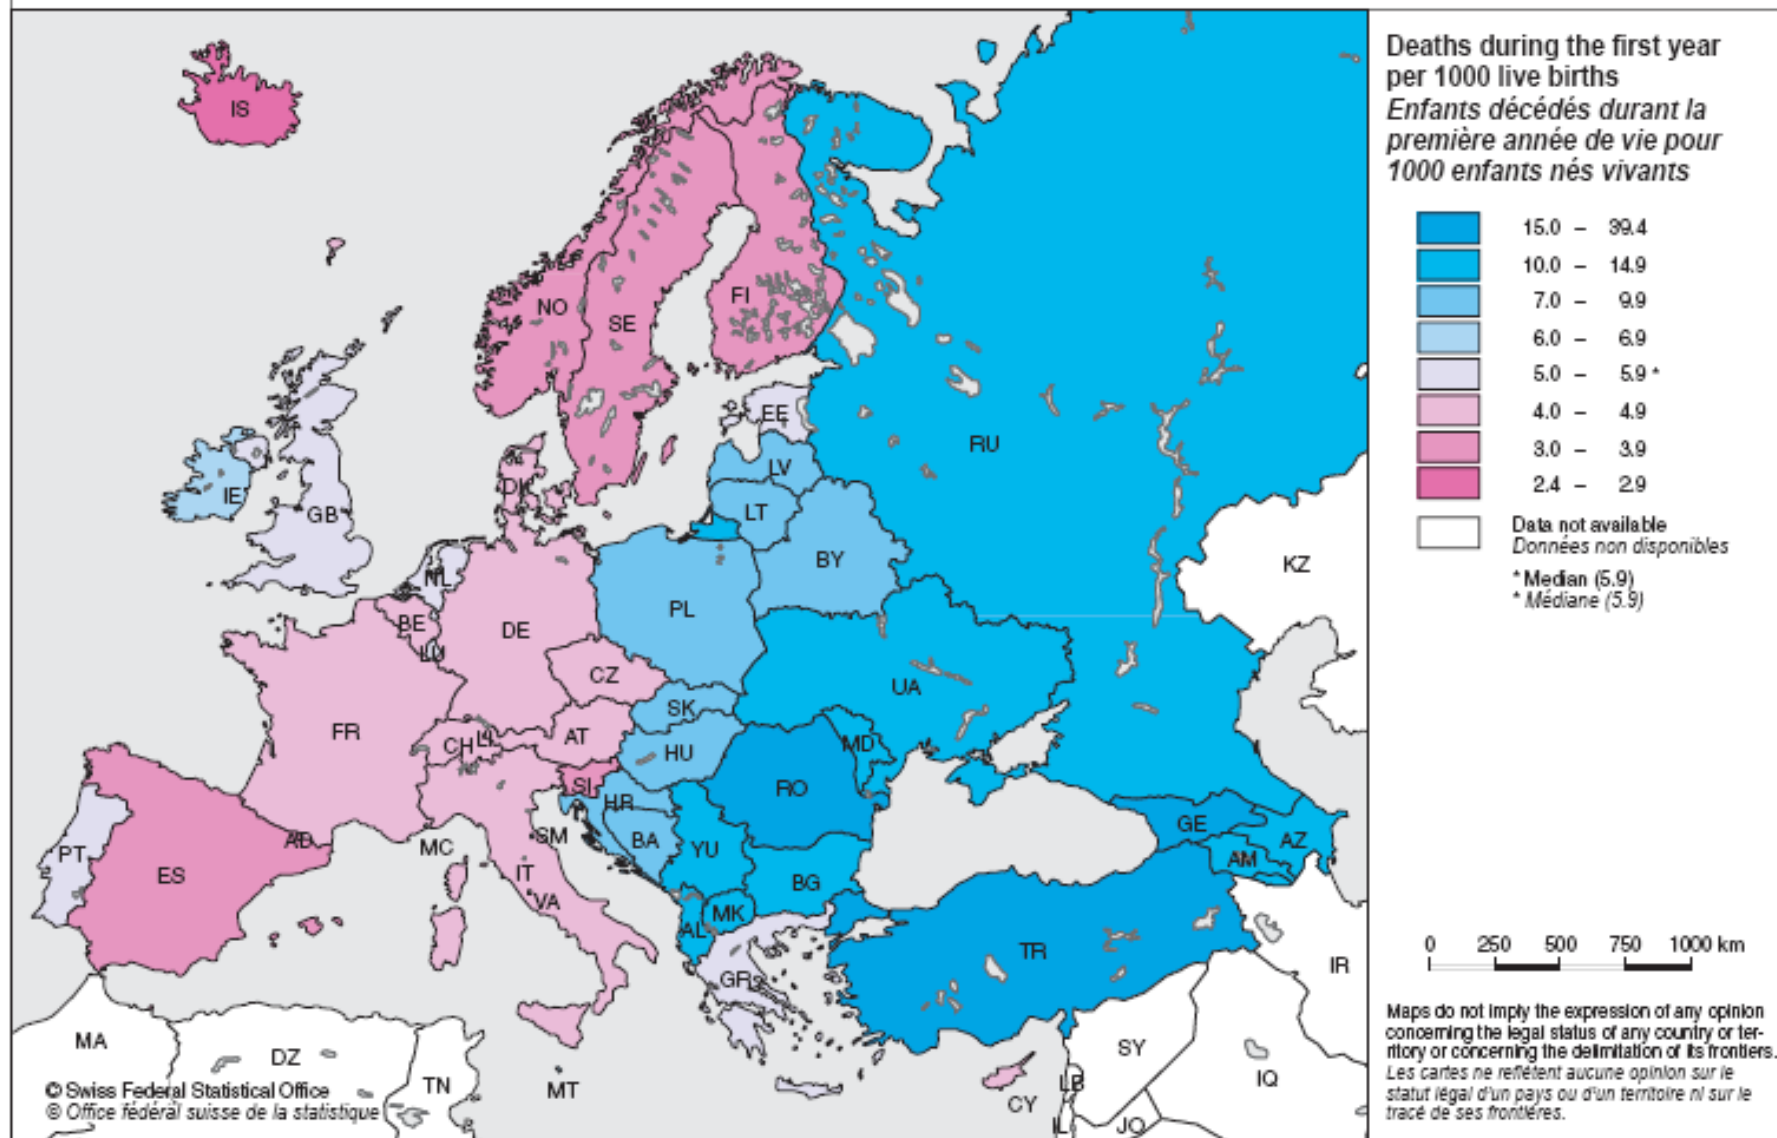 Deaths during the first year
per 1000 live births
Enfants décédés durant la
première année de vie pour
1000 enfants nés vivants
15.0 – 39.4
10.0 – 14.9
7.0 – 9.9
6.0 – 6.9
5.0 – 5.9 *
4.0 – 4.9
3.0 – 3.9
2.4 – 2.9
Data not available
Données non disponibles
* Median (5.9)
* Médiane (5.9)
IS
NO
SE
FI
EE
RU
LV
LT
IE
GB
DK
BY
KZ
NL
PL
BE
DE
LU
CZ
UA
SK
FR
CH
LI
AT
HU
MD
SI
RO
HR
SM
BA
YU
GE
AZ
AD
MC
PT
ES
IT
VA
BG
AM
MK
AL
TR
GR
IR
MA
DZ
TN
MT
CY
SY
LB
IQ
IL
JO
0 250 500 750 1000 km
Maps do not imply the expression of any opinion
concerning the legal status of any country or ter-
ritory or concerning the delimitation of its frontiers.
Les cartes ne reflètent aucune opinion sur le
statut légal d'un pays ou d'un territoire ni sur le
tracé de ses frontières.
© Swiss Federal Statistical Office
© Office fédéral suisse de la statistique